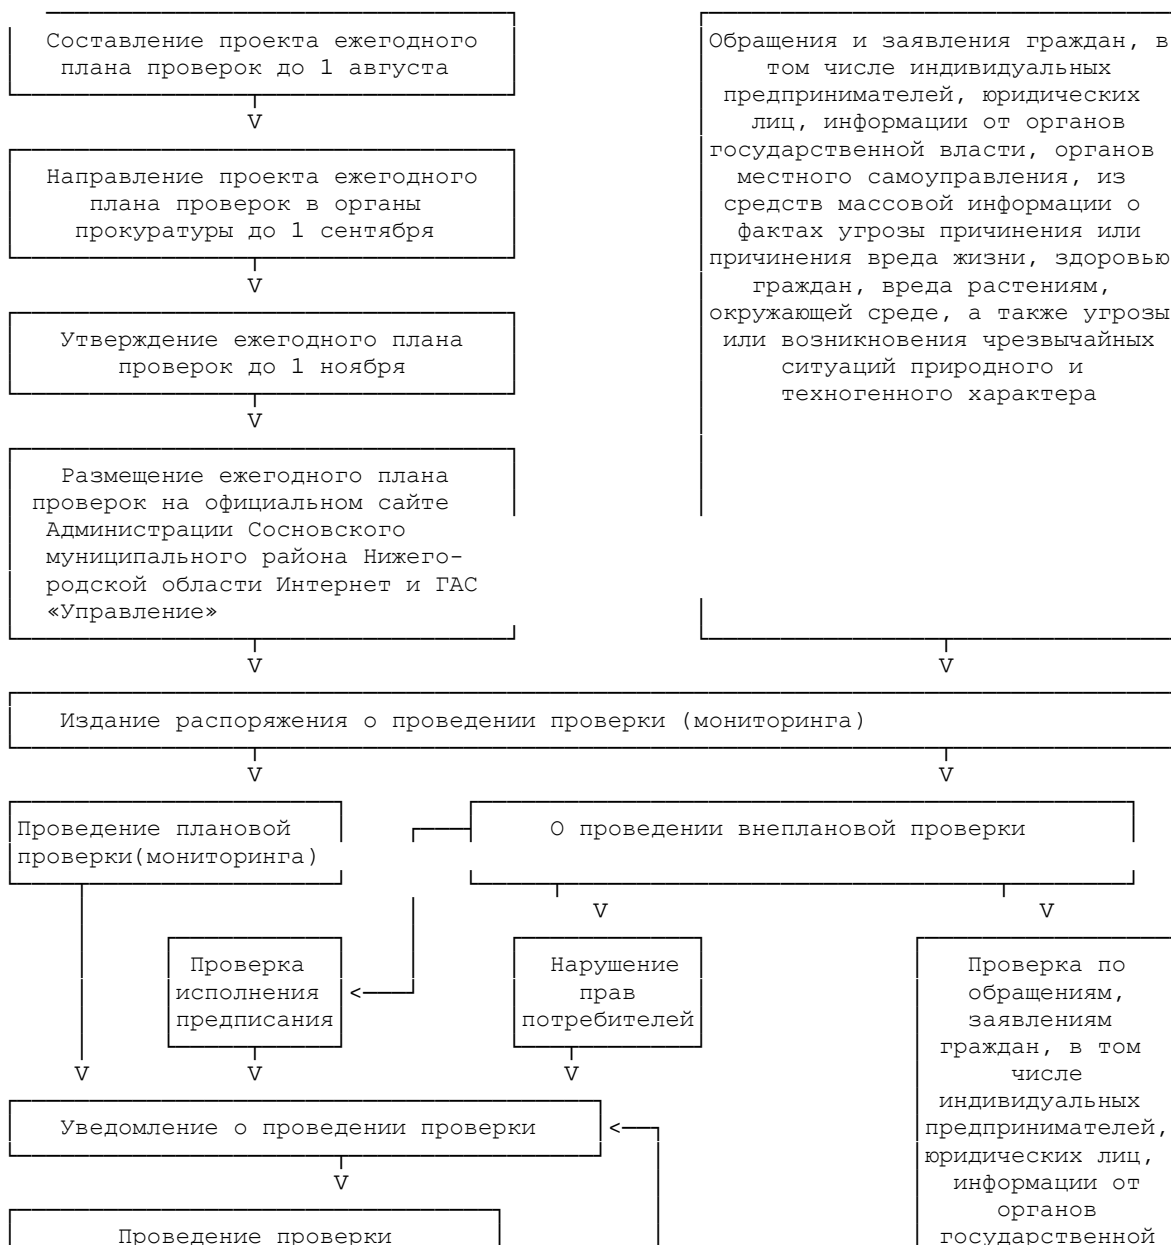 Составление проекта ежегодного
плана проверок до 1 августа
V
Направление проекта ежегодного
плана проверок в органы
прокуратуры до 1 сентября
V
Утверждение ежегодного плана
проверок до 1 ноября
V
Размещение ежегодного плана
проверок на официальном сайте
Администрации Сосновского
муниципального района Нижего-
родской области Интернет и ГАС
«Управление»
V
Обращения и заявления граждан, в
том числе индивидуальных
предпринимателей, юридических
лиц, информации от органов
государственной власти, органов
местного самоуправления, из
средств массовой информации о
фактах угрозы причинения или
причинения вреда жизни, здоровью
граждан, вреда растениям,
окружающей среде, а также угрозы
или возникновения чрезвычайных
ситуаций природного и
техногенного характера
V
Издание распоряжения о проведении проверки (мониторинга)
V V
Проведение плановой
проверки(мониторинга)
О проведении внеплановой проверки
V V
Проверка
исполнения <
предписания
Нарушение
прав
потребителей
V V V
Уведомление о проведении проверки <
V
Проведение проверки
Проверка по
обращениям,
заявлениям
граждан, в том
числе
индивидуальных
предпринимателей,
юридических лиц,
информации от
органов
государственной